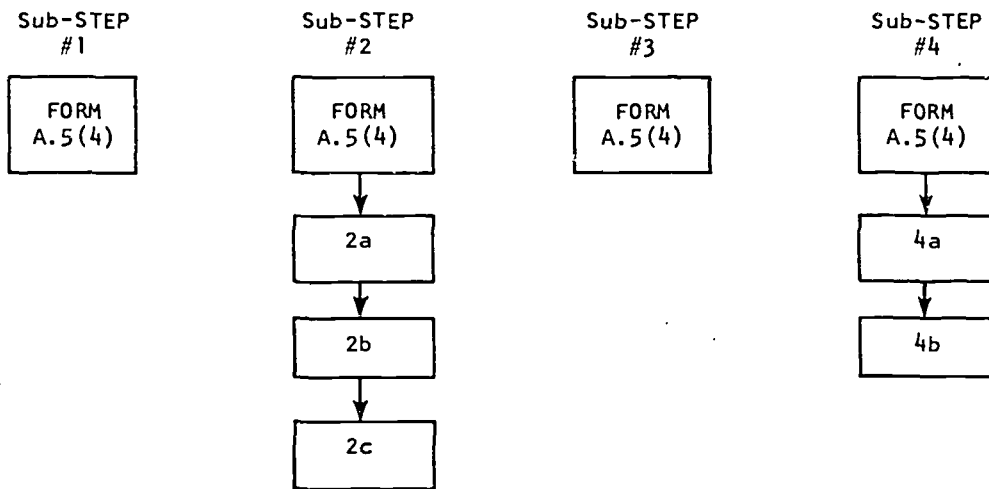 Sub-STEP
#1
Sub-STEP
#2
Sub-STEP
#3
Sub-STEP
#4
FORM
A.5(4)
FORM
A.5(4)
FORM
A.5(4)
FORM
A.5(4)
2a
4a
2b
4b
2c